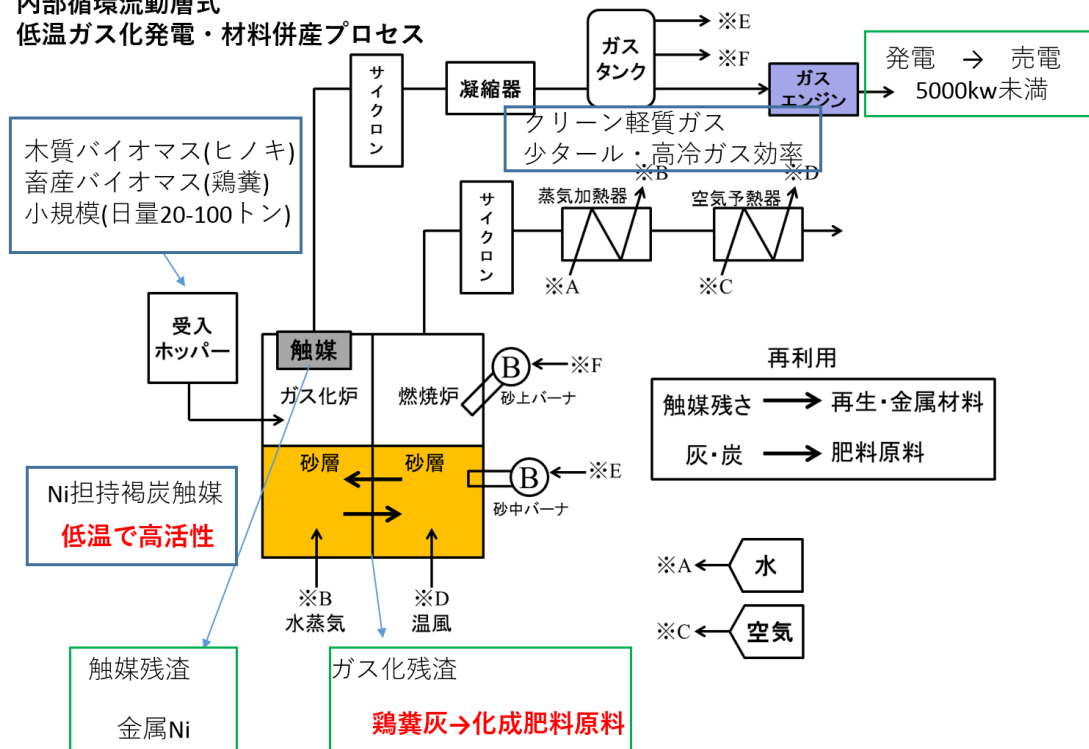 内部循環流動層式
低温ガス化発電・材料併産プロセス
サイクロン
凝縮器
ガス
タンク
※E
※F
ガス
エンジン
発電 → 売電
5000kw未満
クリーン軽質ガス
少タール・高冷ガス効率
木質バイオマス(ヒノキ)
畜産バイオマス(鶏糞)
小規模(日量20-100トン)
サイクロン
蒸気加熱器
※B
※A
空気予熱器
※D
※C
受入
ホッパー
触媒
ガス化炉
燃焼炉
B
※F
砂上バーナ
砂層
砂層
B
※E
砂中バーナ
再利用
触媒残さ → 再生・金属材料
灰・炭 → 肥料原料
Ni担持褐炭触媒
低温で高活性
※B
水蒸気
※D
温風
※A
水
※C
空気
触媒残渣
金属Ni
ガス化残渣
鶏糞灰→化成肥料原料